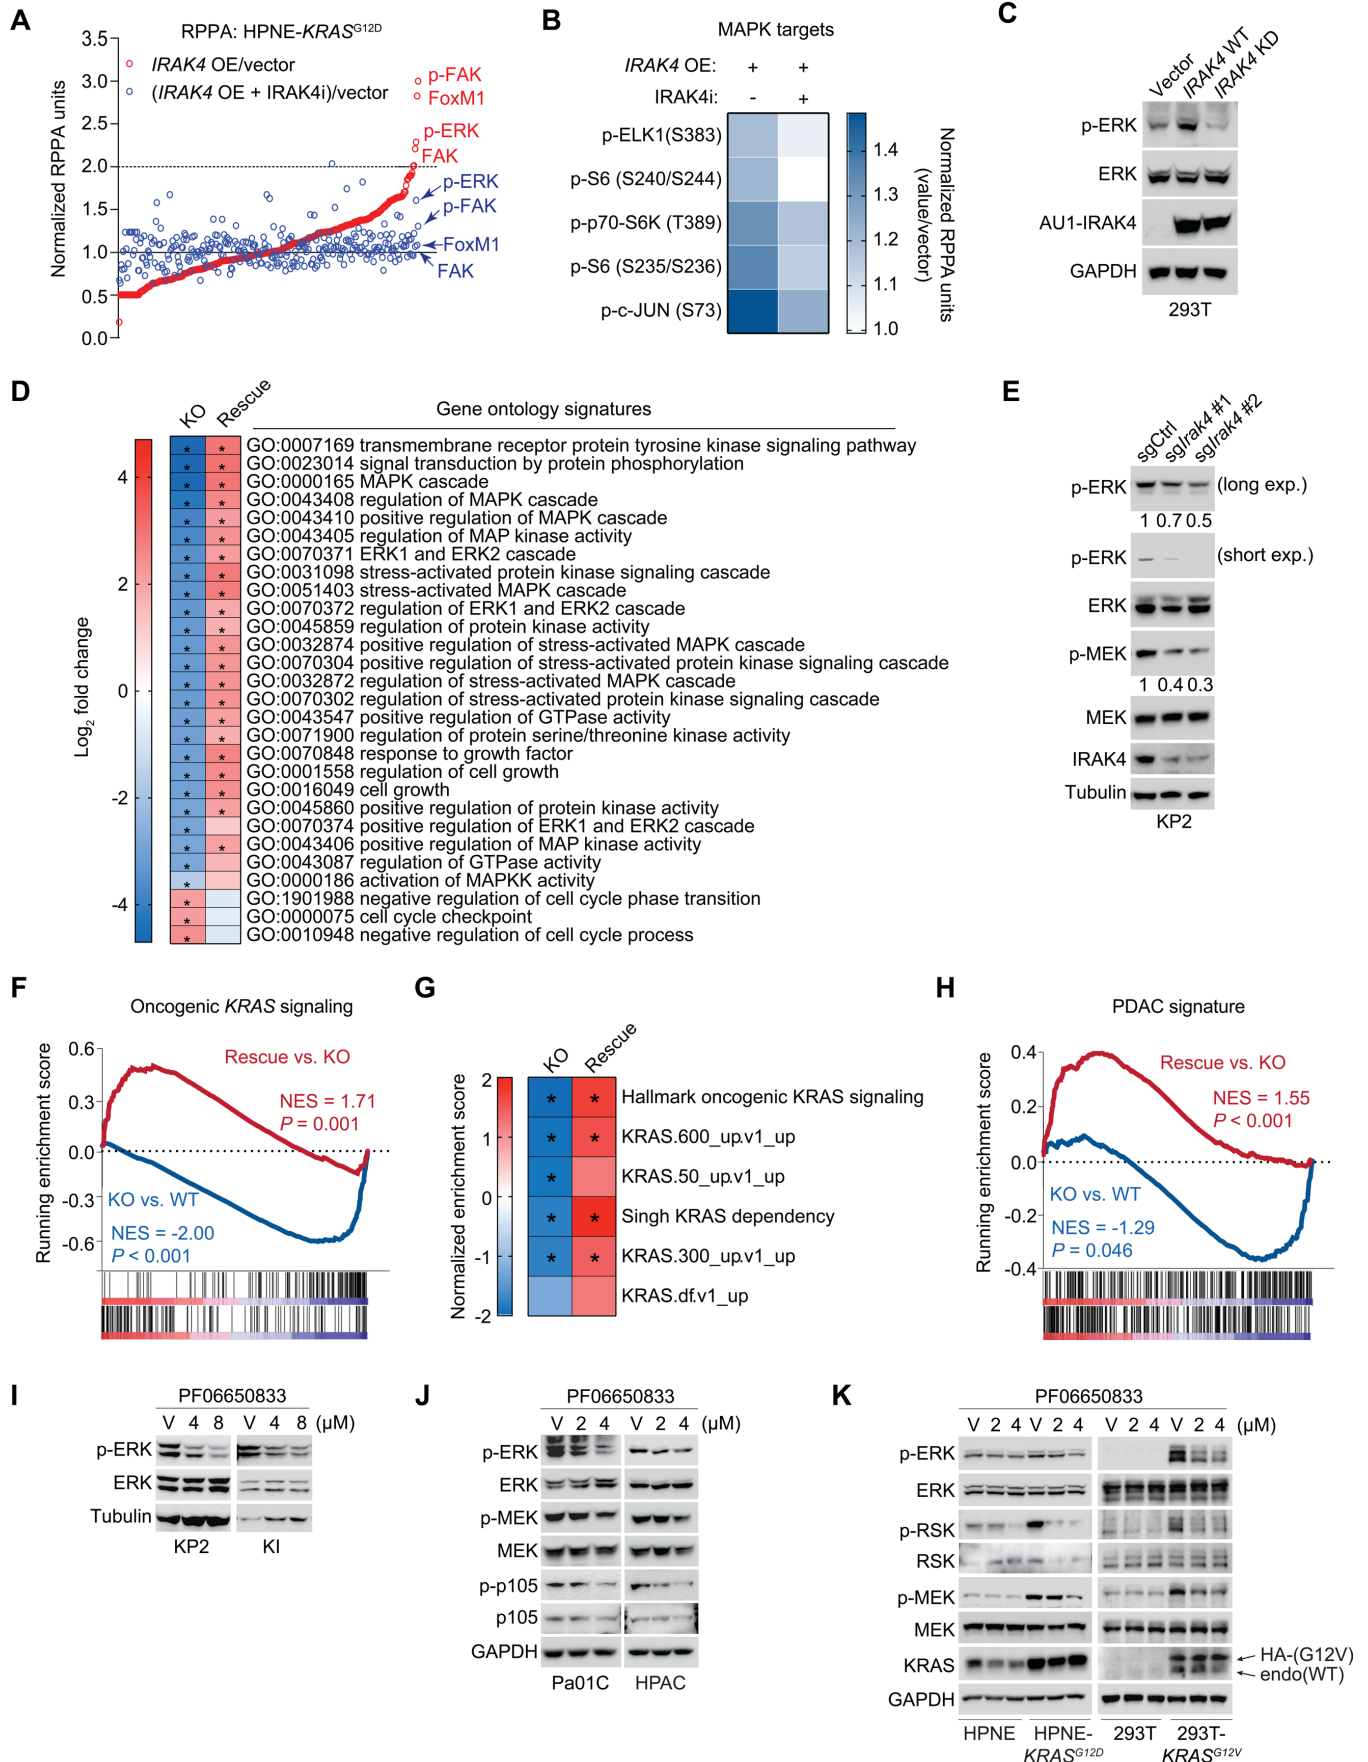 A
RPPA: HPNE-KRASG12D
Normalized RPPA units
3.5
3.0
2.5
2.0
1.5
1.0
0.5
0.0
IRAK4 OE/vector
(IRAK4 OE + IRAK4i)/vector
p-FAK
FoxM1
p-ERK
FAK
p-ERK
p-FAK
FoxM1
FAK
B
MAPK targets
IRAK4 OE: + +
IRAK4i: - +
p-ELK1(S383)
p-S6 (S240/S244)
p-p70-S6K (T389)
p-S6 (S235/S236)
p-c-JUN (S73)
1.4
1.3
1.2
1.1
1.0
Normalized RPPA units
(value/vector)
C
Vector
IRAK4 WT
IRAK4 KD
p-ERK
ERK
AU1-IRAK4
GAPDH
293T
D
KO
Rescue
Gene ontology signatures
Log2 fold change
4
2
0
-2
-4
* * GO:0007169 transmembrane receptor protein tyrosine kinase signaling pathway
* * GO:0023014 signal transduction by protein phosphorylation
* * GO:0000165 MAPK cascade
* * GO:0043408 regulation of MAPK cascade
* * GO:0043410 positive regulation of MAPK cascade
* * GO:0043405 regulation of MAP kinase activity
* * GO:0070371 ERK1 and ERK2 cascade
* * GO:0031098 stress-activated protein kinase signaling cascade
* * GO:0051403 stress-activated MAPK cascade
* * GO:0070372 regulation of ERK1 and ERK2 cascade
* * GO:0045859 regulation of protein kinase activity
* * GO:0032874 positive regulation of stress-activated MAPK cascade
* * GO:0070304 positive regulation of stress-activated protein kinase signaling cascade
* * GO:0032872 regulation of stress-activated MAPK cascade
* * GO:0070302 regulation of stress-activated protein kinase signaling cascade
* * GO:0043547 positive regulation of GTPase activity
* * GO:0071900 regulation of protein serine/threonine kinase activity
* * GO:0070848 response to growth factor
* * GO:0001558 regulation of cell growth
* * GO:0016049 cell growth
* * GO:0045860 positive regulation of protein kinase activity
* GO:0070374 positive regulation of ERK1 and ERK2 cascade
* * GO:0043406 positive regulation of MAP kinase activity
* GO:0043087 regulation of GTPase activity
* GO:0000186 activation of MAPKK activity
* GO:1901988 negative regulation of cell cycle phase transition
* GO:0000075 cell cycle checkpoint
* GO:0010948 negative regulation of cell cycle process
E
sgCtrl
sgIrak4 #1
sgIrak4 #2
p-ERK (long exp.)
1 0.7 0.5
p-ERK (short exp.)
ERK
p-MEK
1 0.4 0.3
MEK
IRAK4
Tubulin
KP2
F
Oncogenic KRAS signaling
Running enrichment score
0.6
0.3
0.0
-0.3
-0.6
Rescue vs. KO
NES = 1.71
P = 0.001
KO vs. WT
NES = -2.00
P < 0.001
G
KO
Rescue
Normalized enrichment score
2
1
0
-1
-2
* * Hallmark oncogenic KRAS signaling
* * KRAS.600_up.v1_up
* KRAS.50_up.v1_up
* * Singh KRAS dependency
* * KRAS.300_up.v1_up
KRAS.df.v1_up
H
PDAC signature
Running enrichment score
0.4
0.2
0.0
-0.2
-0.4
Rescue vs. KO
NES = 1.55
P < 0.001
KO vs. WT
NES = -1.29
P = 0.046
I
PF06650833
V 4 8 V 4 8 (µM)
p-ERK
ERK
Tubulin
KP2 KI
J
PF06650833
V 2 4 V 2 4 (µM)
p-ERK
ERK
p-MEK
MEK
p-p105
p105
GAPDH
Pa01C HPAC
K
PF06650833
V 2 4 V 2 4 V 2 4 V 2 4 (µM)
p-ERK
ERK
p-RSK
RSK
p-MEK
MEK
KRAS
HA-(G12V)
endo(WT)
GAPDH
HPNE HPNE- 293T 293T-
KRASG12D KRASG12V